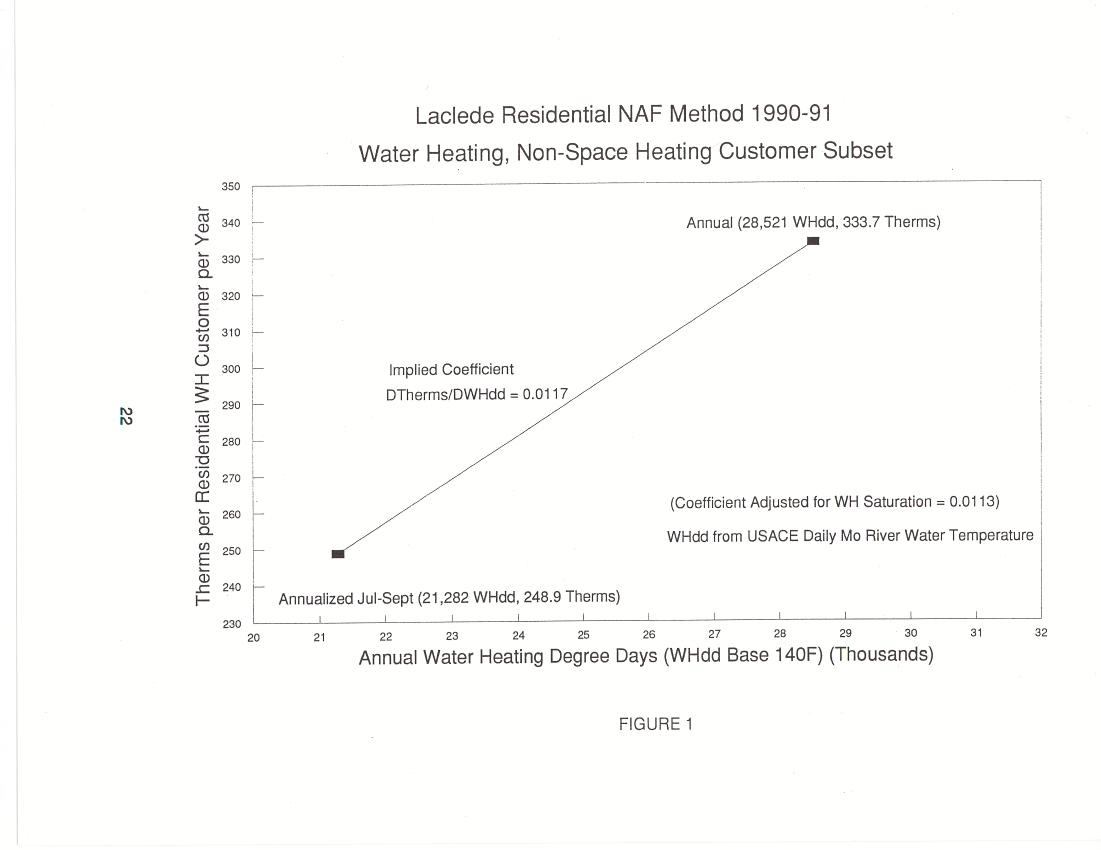 Laclede Residential NAF Method 1990-91
Water Heating, Non-Space Heating Customer Subset
Therms per Residential WH Customer per Year
350
340
330
320
310
300
290
280
270
260
250
240
230
Annual (28,521 WHdd, 333.7 Therms)
Implied Coefficient
DTherms/DWHdd = 0.0117
(Coefficient Adjusted for WH Saturation = 0.0113)
WHdd from USACE Daily Mo River Water Temperature
Annualized Jul-Sept (21,282 WHdd, 248.9 Therms)
20 21 22 23 24 25 26 27 28 29 30 31 32
Annual Water Heating Degree Days (WHdd Base 140F) (Thousands)
FIGURE 1
22